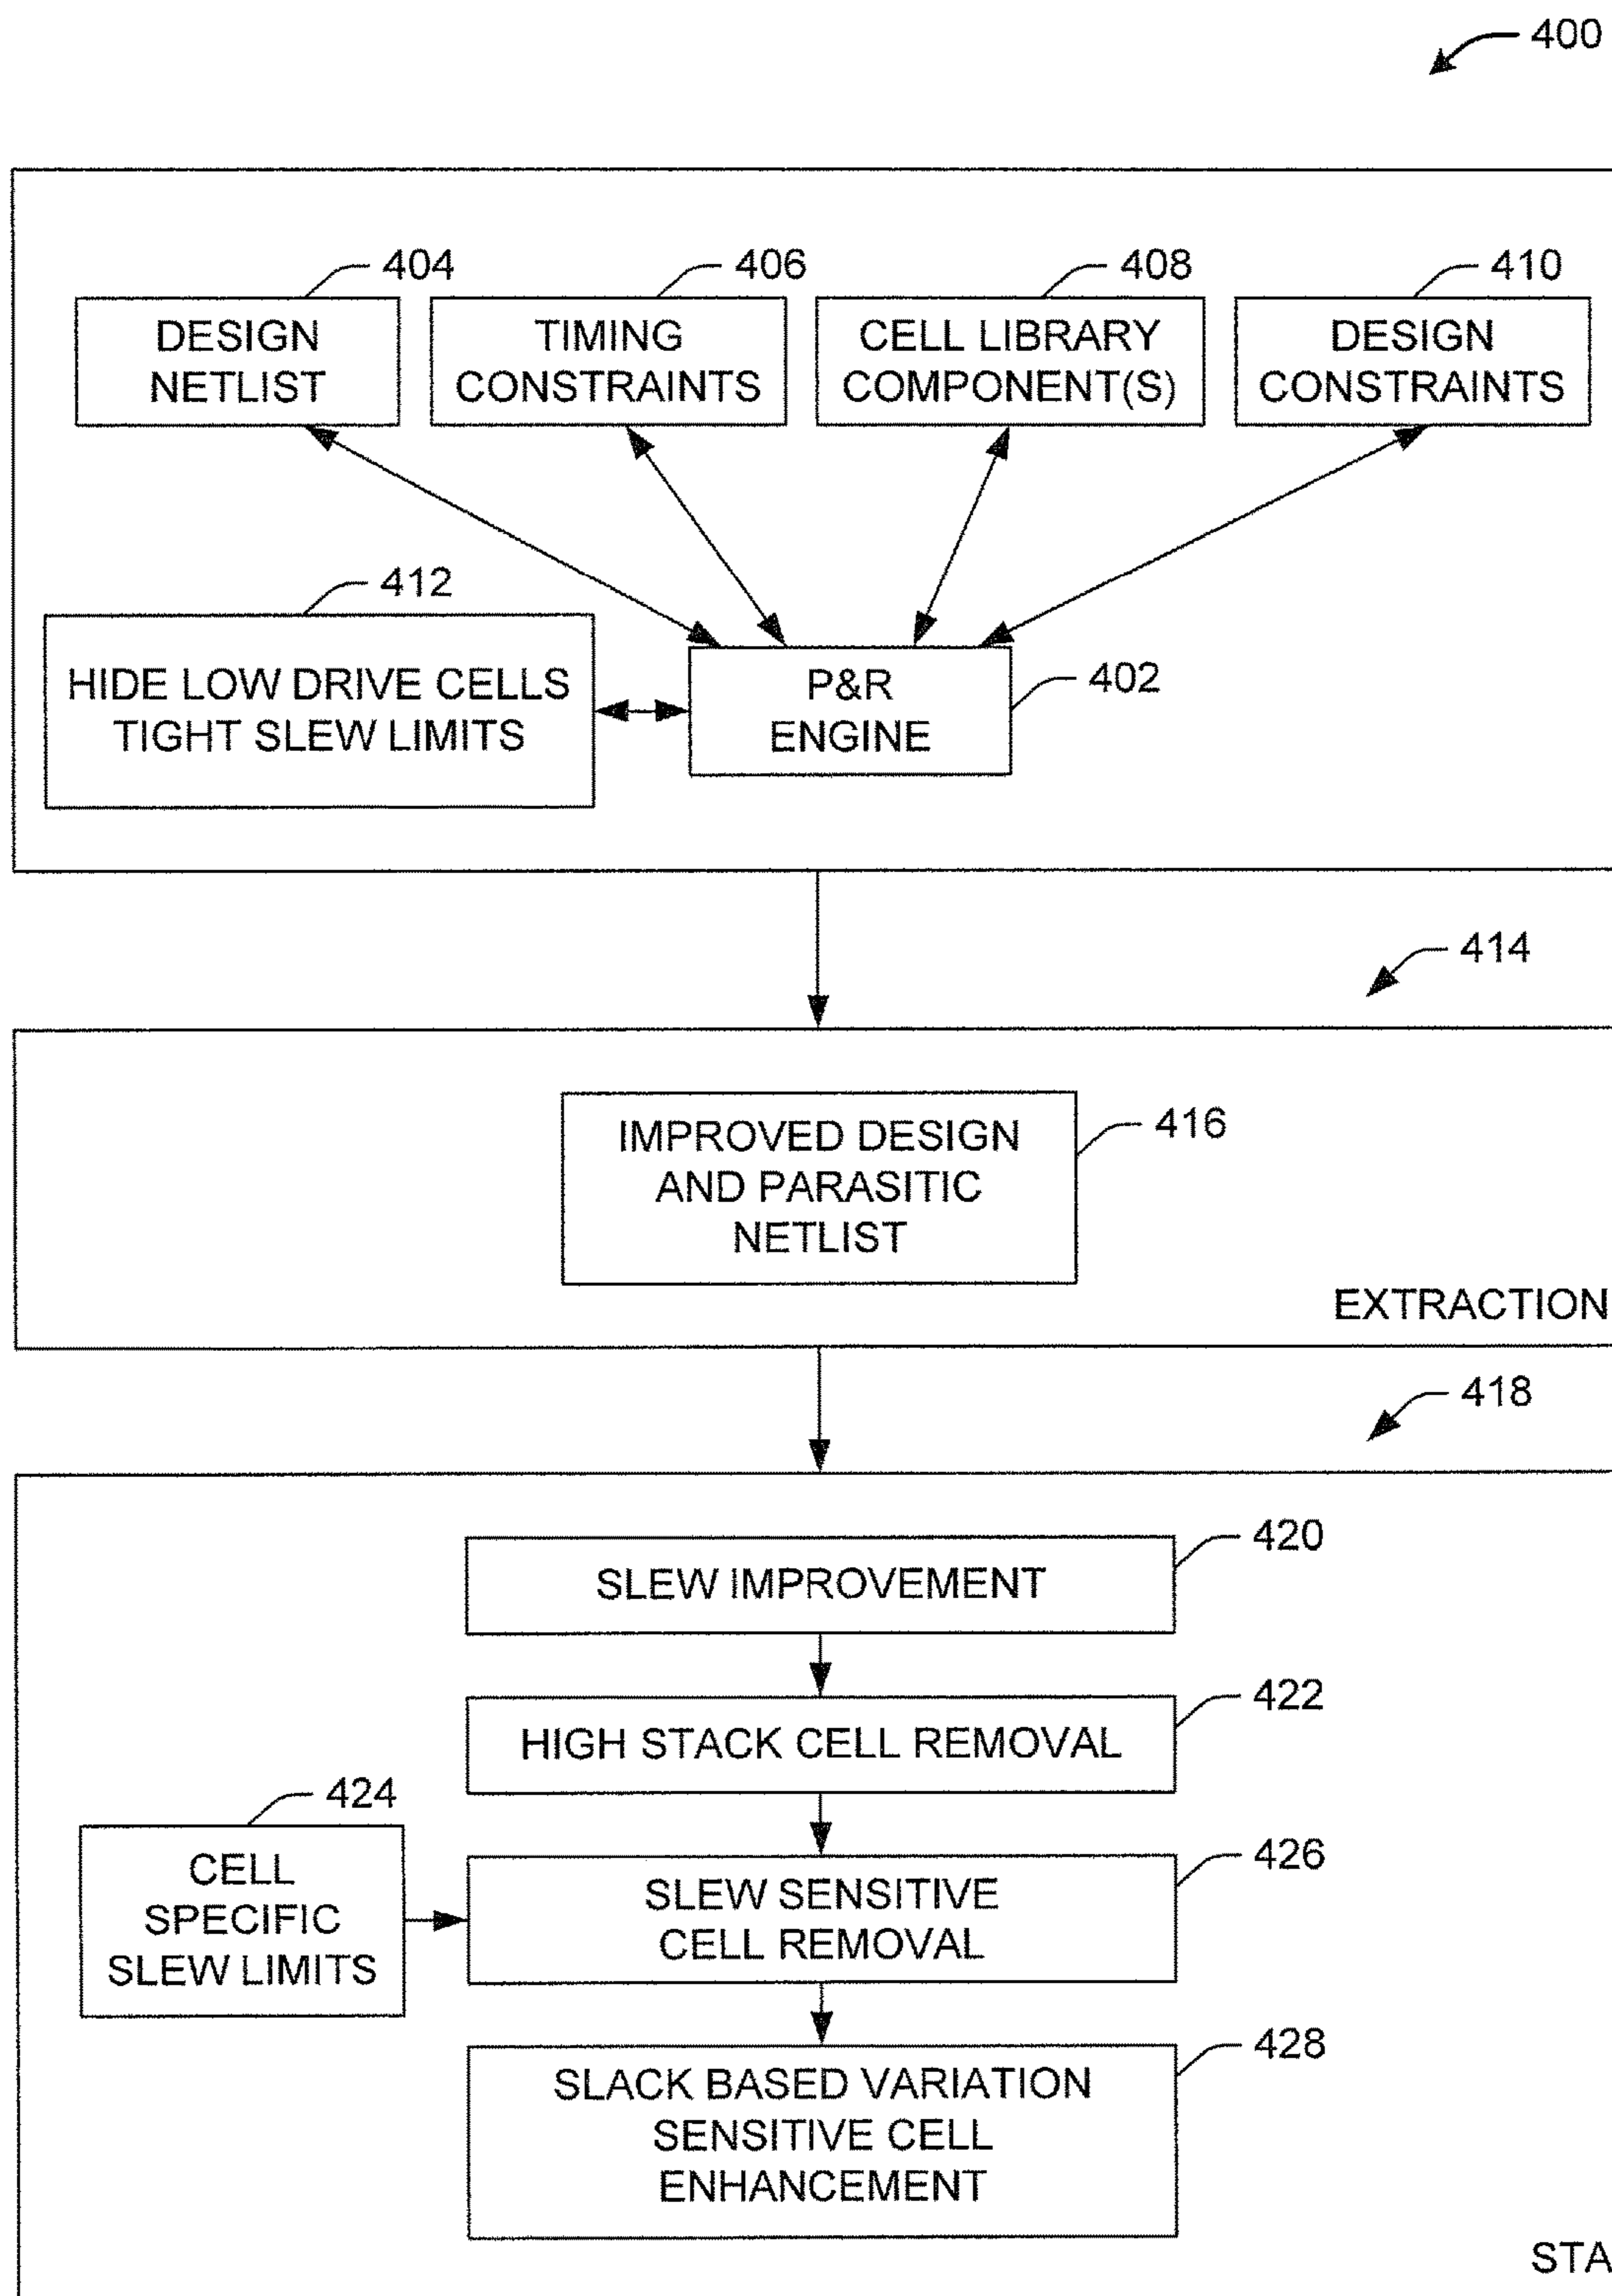 400
404
406
408
410
DESIGN
NETLIST
TIMING
CONSTRAINTS
CELL LIBRARY
COMPONENT(S)
DESIGN
CONSTRAINTS
412
HIDE LOW DRIVE CELLS
TIGHT SLEW LIMITS
P&R
ENGINE
402
414
IMPROVED DESIGN
AND PARASITIC
NETLIST
416
EXTRACTION
418
420
SLEW IMPROVEMENT
422
HIGH STACK CELL REMOVAL
424
CELL
SPECIFIC
SLEW LIMITS
426
SLEW SENSITIVE
CELL REMOVAL
428
SLACK BASED VARIATION
SENSITIVE CELL
ENHANCEMENT
STA